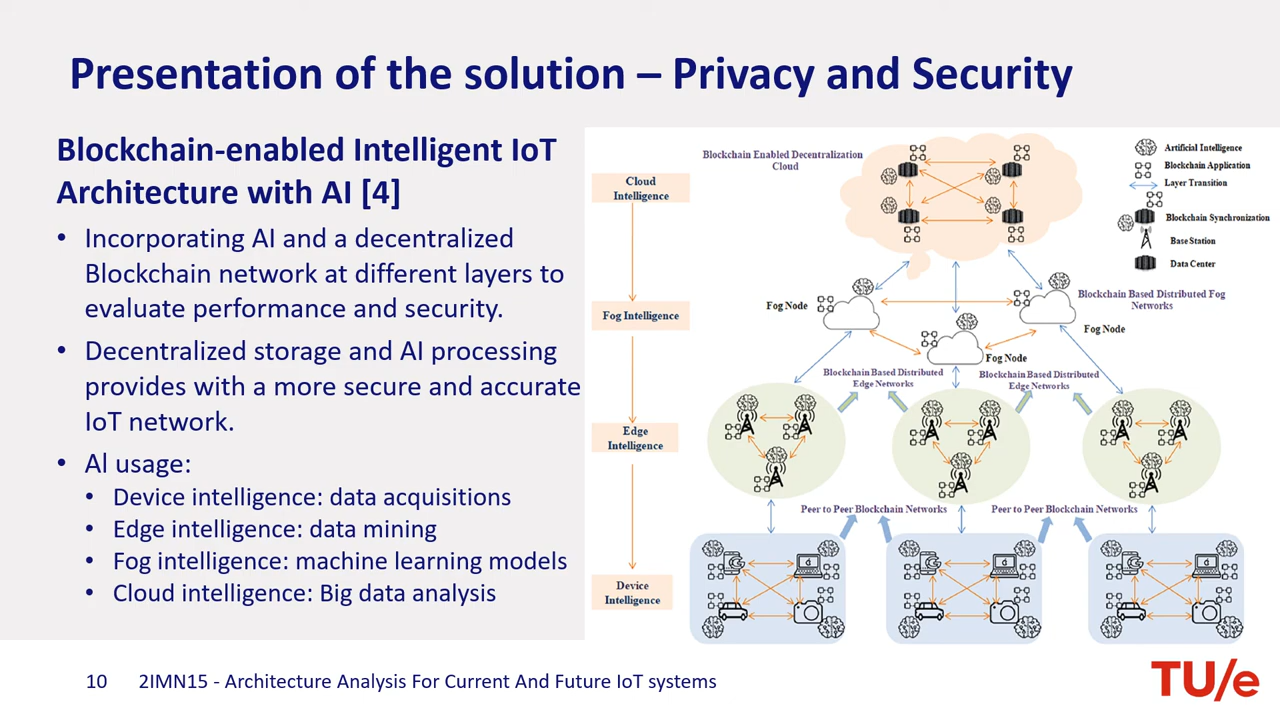 Presentation of the solution – Privacy and Security
Blockchain-enabled Intelligent IoT
Architecture with AI [4]
• Incorporating AI and a decentralized
Blockchain network at different layers to
evaluate performance and security.
• Decentralized storage and AI processing
provides with a more secure and accurate
IoT network.
• Al usage:
• Device intelligence: data acquisitions
• Edge intelligence: data mining
• Fog intelligence: machine learning models
• Cloud intelligence: Big data analysis
Cloud
Intelligence
Fog Intelligence
Edge
Intelligence
Device
Intelligence
Blockchain Enabled Decentralization
Cloud
Artificial Intelligence
Blockchain Application
Layer Transition
Blockchain Synchronization
Base Station
Data Center
Fog Node
Blockchain Based Distributed Fog
Networks
Fog Node
Fog Node
Blockchain Based Distributed
Edge Networks
Blockchain Based Distributed
Edge Networks
Peer to Peer Blockchain Networks
Peer to Peer Blockchain Networks
10 2IMN15 - Architecture Analysis For Current And Future IoT systems
TU/e